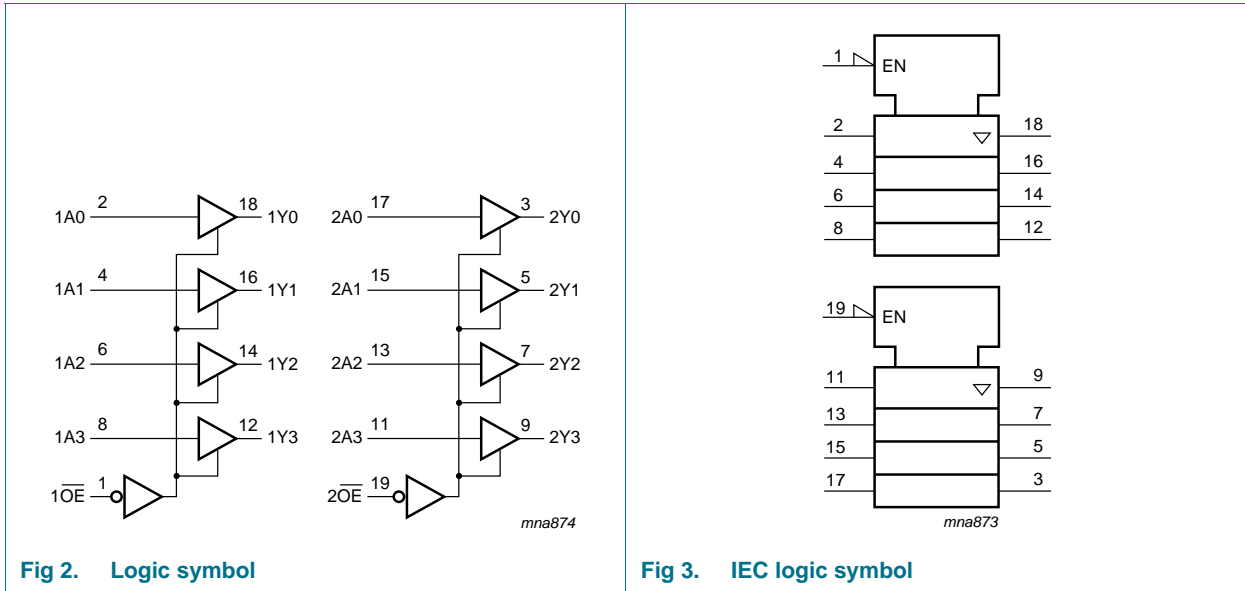 1A0 2 18 1Y0 2A0 17 3 2Y0
1A1 4 16 1Y1 2A1 15 5 2Y1
1A2 6 14 1Y2 2A2 13 7 2Y2
1A3 8 12 1Y3 2A3 11 9 2Y3
1O̅E̅ 1 2O̅E̅ 19
mna874
Fig 2. Logic symbol
1 EN
2 18
4 16
6 14
8 12
19 EN
11 9
13 7
15 5
17 3
mna873
Fig 3. IEC logic symbol